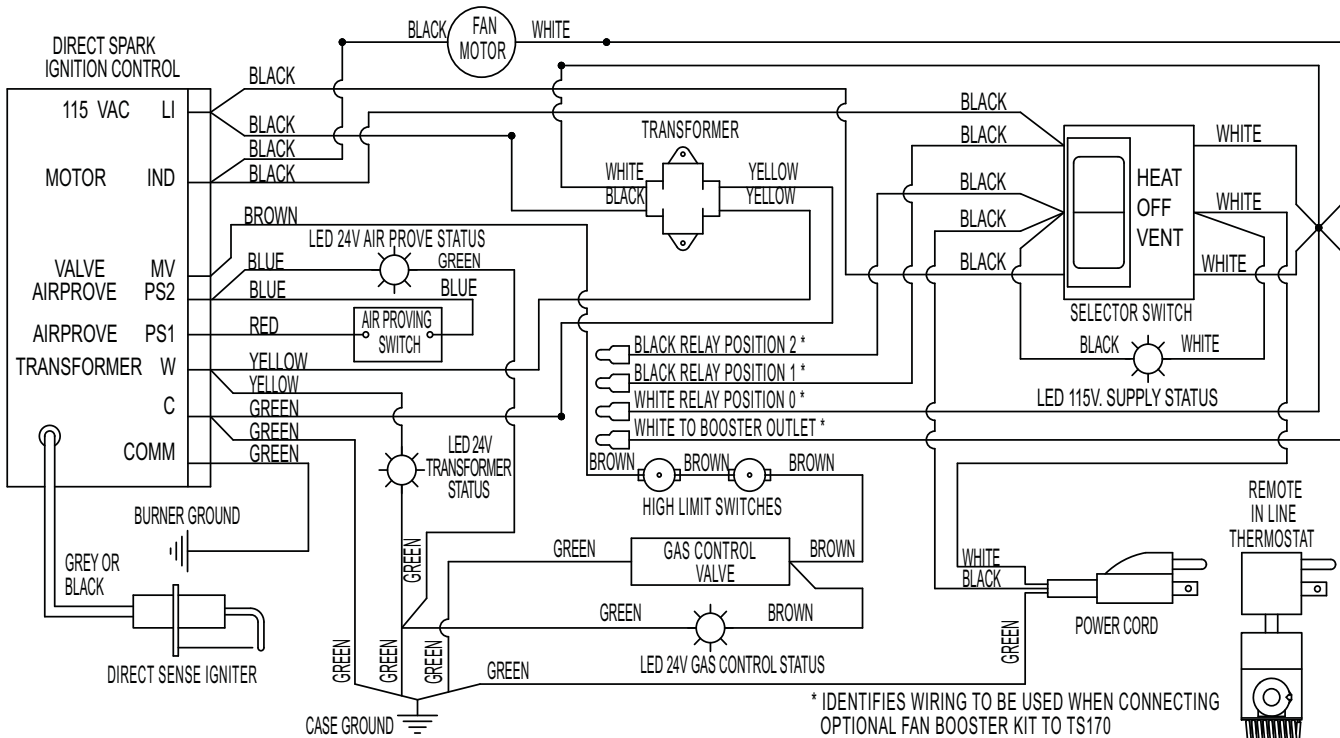 BLACK
FAN
MOTOR
WHITE
DIRECT SPARK
IGNITION CONTROL
BLACK
115 VAC LI
BLACK
BLACK
MOTOR IND
BLACK
BROWN
LED 24V AIR PROVE STATUS
VALVE MV
BLUE
GREEN
AIRPROVE PS2
BLUE
BLUE
AIRPROVE PS1
RED
AIR PROVING
SWITCH
TRANSFORMER W
YELLOW
YELLOW
C
GREEN
GREEN
COMM
GREEN
LED 24V
TRANSFORMER
STATUS
BURNER GROUND
GREY OR
BLACK
DIRECT SENSE IGNITER
TRANSFORMER
WHITE
BLACK
YELLOW
YELLOW
BLACK
BLACK
BLACK
BLACK
BLACK
HEAT
OFF
VENT
WHITE
WHITE
WHITE
SELECTOR SWITCH
BLACK
WHITE
LED 115V. SUPPLY STATUS
BLACK RELAY POSITION 2 *
BLACK RELAY POSITION 1 *
WHITE RELAY POSITION 0 *
WHITE TO BOOSTER OUTLET *
BROWN
BROWN
BROWN
HIGH LIMIT SWITCHES
GREEN
GAS CONTROL
VALVE
BROWN
GREEN
GREEN
BROWN
LED 24V GAS CONTROL STATUS
GREEN
GREEN
GREEN
GREEN
CASE GROUND
WHITE
BLACK
GREEN
POWER CORD
REMOTE
IN LINE
THERMOSTAT
* IDENTIFIES WIRING TO BE USED WHEN CONNECTING
OPTIONAL FAN BOOSTER KIT TO TS170